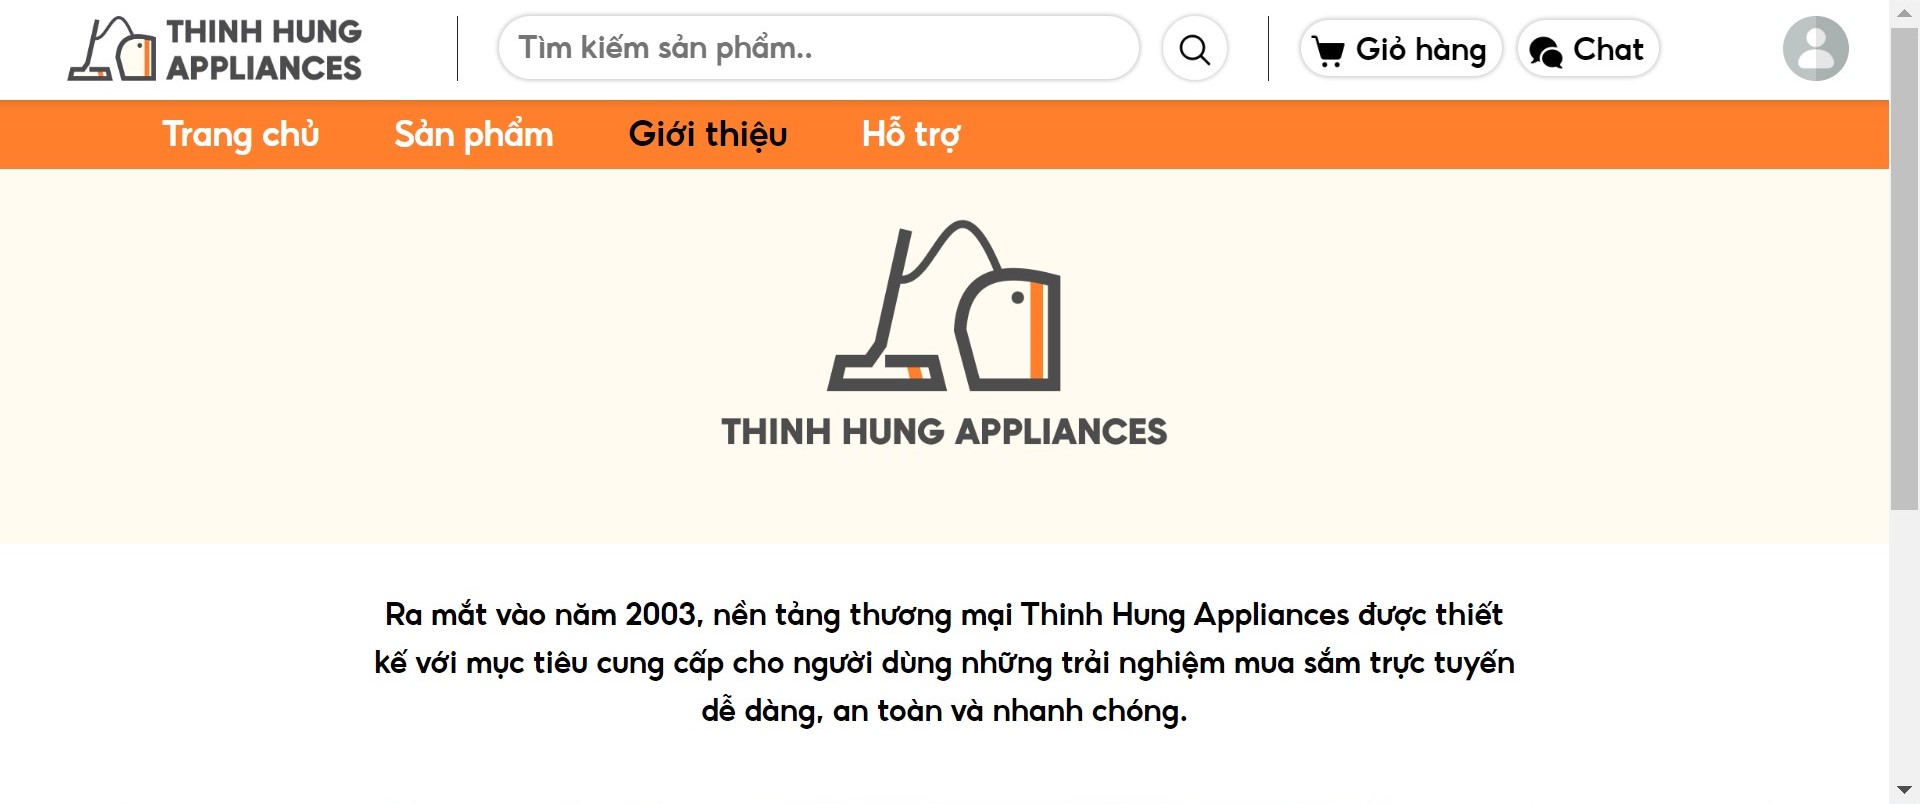 THINH HUNG
APPLIANCES
Tìm kiếm sản phẩm..
Giỏ hàng
Chat
Trang chủ
Sản phẩm
Giới thiệu
Hỗ trợ
THINH HUNG APPLIANCES
Ra mắt vào năm 2003, nền tảng thương mại Thinh Hung Appliances được thiết
kế với mục tiêu cung cấp cho người dùng những trải nghiệm mua sắm trực tuyến
dễ dàng, an toàn và nhanh chóng.